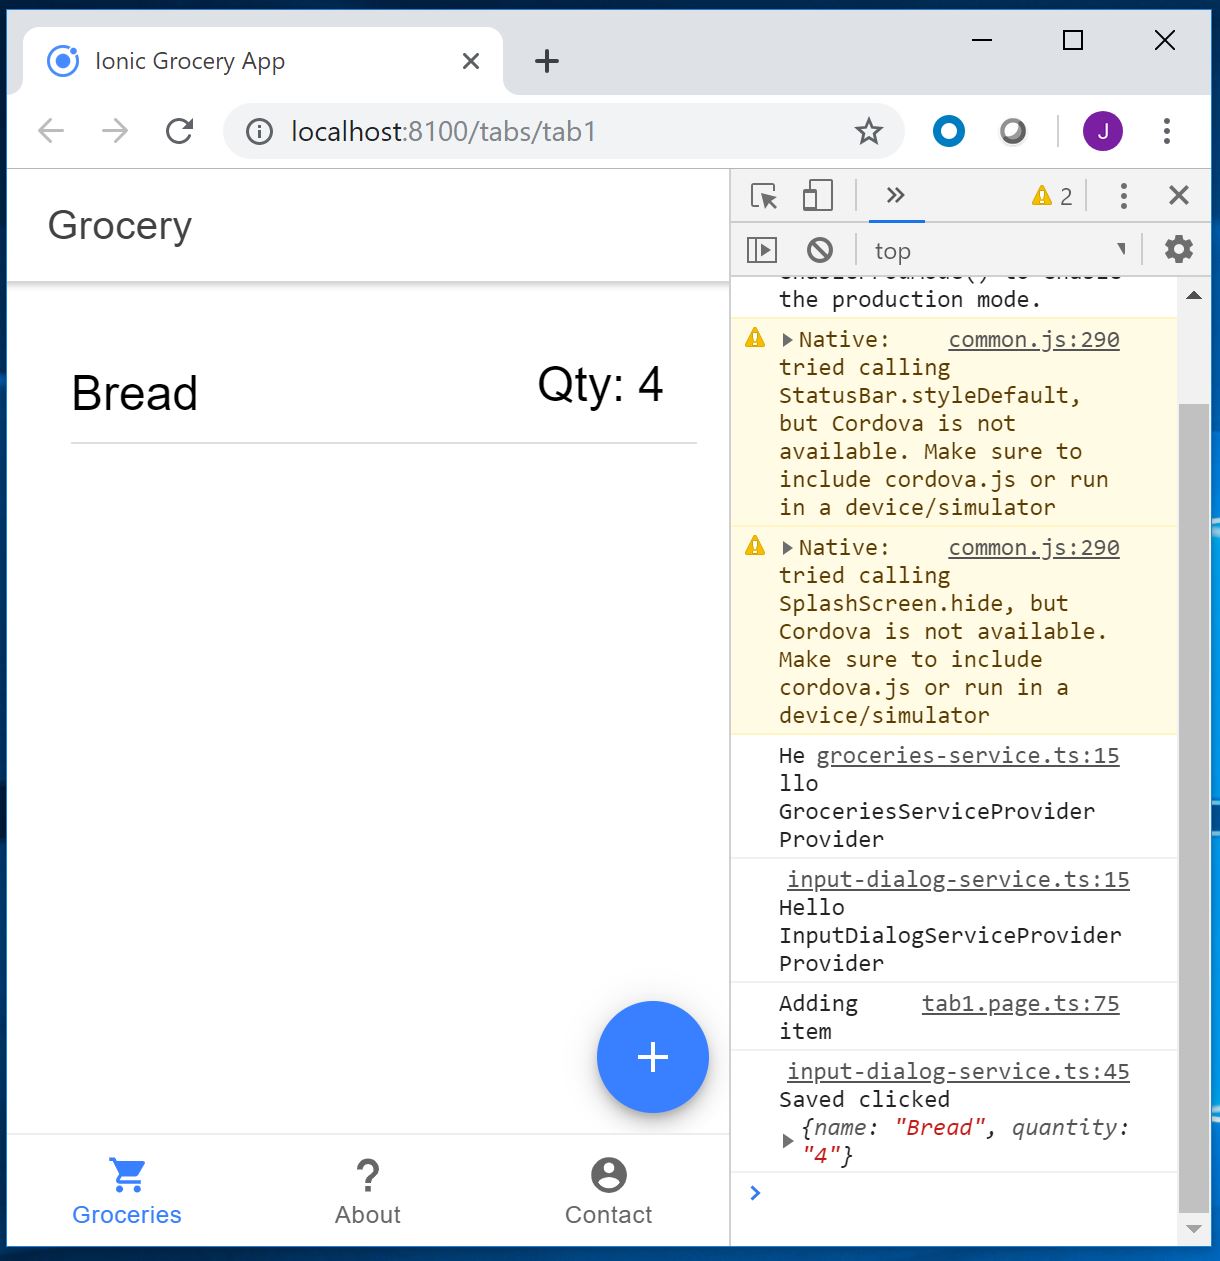 Ionic Grocery App
localhost:8100/tabs/tab1
J
Grocery
Bread
Qty: 4
Groceries
About
Contact
2
top
the production mode.
Native: common.js:290
tried calling
StatusBar.styleDefault,
but Cordova is not
available. Make sure to
include cordova.js or run
in a device/simulator
Native: common.js:290
tried calling
SplashScreen.hide, but
Cordova is not available.
Make sure to include
cordova.js or run in a
device/simulator
He groceries-service.ts:15
llo
GroceriesServiceProvider
Provider
input-dialog-service.ts:15
Hello
InputDialogServiceProvider
Provider
Adding tab1.page.ts:75
item
input-dialog-service.ts:45
Saved clicked
{name: "Bread", quantity:
"4"}